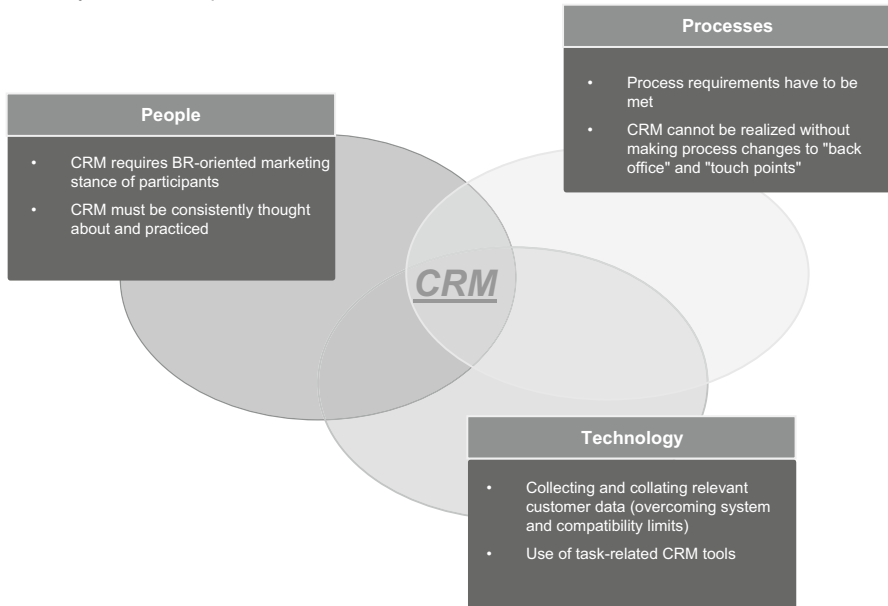 Processes
• Process requirements have to be
met
• CRM cannot be realized without
making process changes to "back
office" and "touch points"
People
• CRM requires BR-oriented marketing
stance of participants
• CRM must be consistently thought
about and practiced
CRM
Technology
• Collecting and collating relevant
customer data (overcoming system
and compatibility limits)
• Use of task-related CRM tools